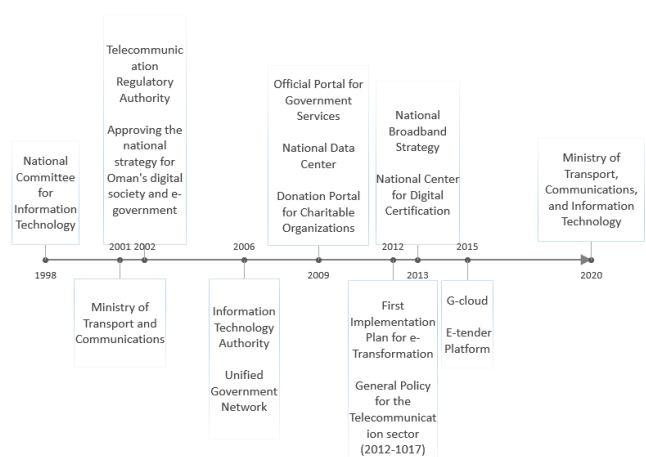 Telecommunic
ation
Regulatory
Authority
Approving the
national
strategy for
Oman's digital
society and e-
government
Official Portal for
Government
Services
National Data
Center
Donation Portal
for Charitable
Organizations
National
Broadband
Strategy
National Center
for Digital
Certification
National
Committee
for
Information
Technology
Ministry of
Transport,
Communications,
and Information
Technology
2001 2002
2006
2012
2015
1998
2009
2013
2020
Ministry of
Transport and
Communications
Information
Technology
Authority
Unified
Government
Network
First
Implementation
Plan for e-
Transformation
General Policy
for the
Telecommunicat
ion sector
(2012-1017)
G-cloud
E-tender
Platform